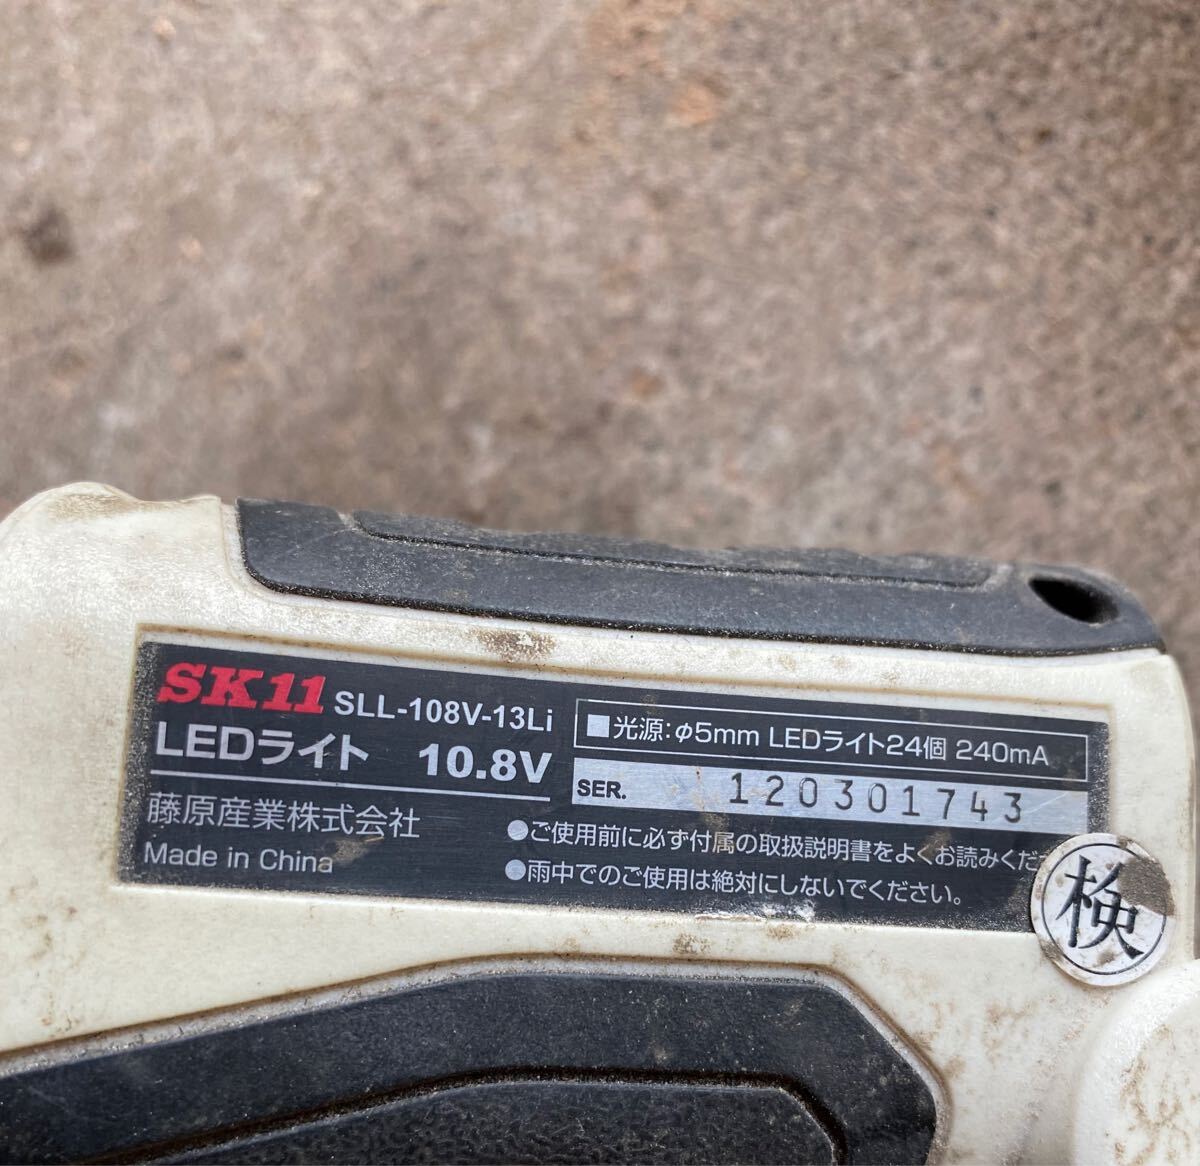 SK11 SLL-108V-13Li
LEDライト 10.8V
藤原産業株式会社
Made in China
■光源:φ5mm LEDライト24個 240mA
SER. 120301743
●ご使用前に必ず付属の取扱説明書をよくお読みくだ
●雨中でのご使用は絶対にしないでください。
検